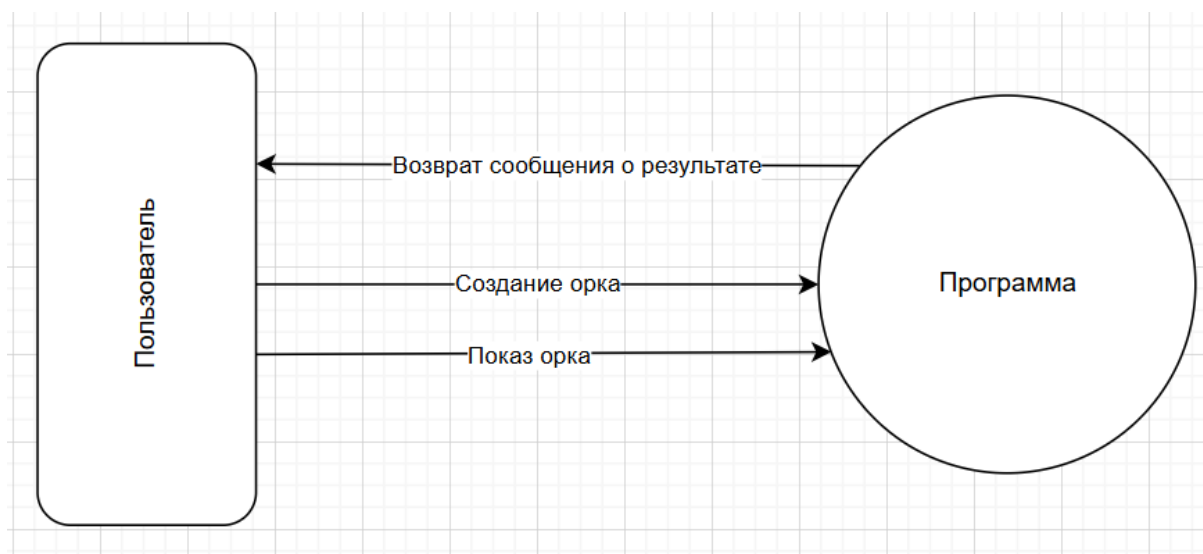 Пользователь
Возврат сообщения о результате
Создание орка
Показ орка
Программа